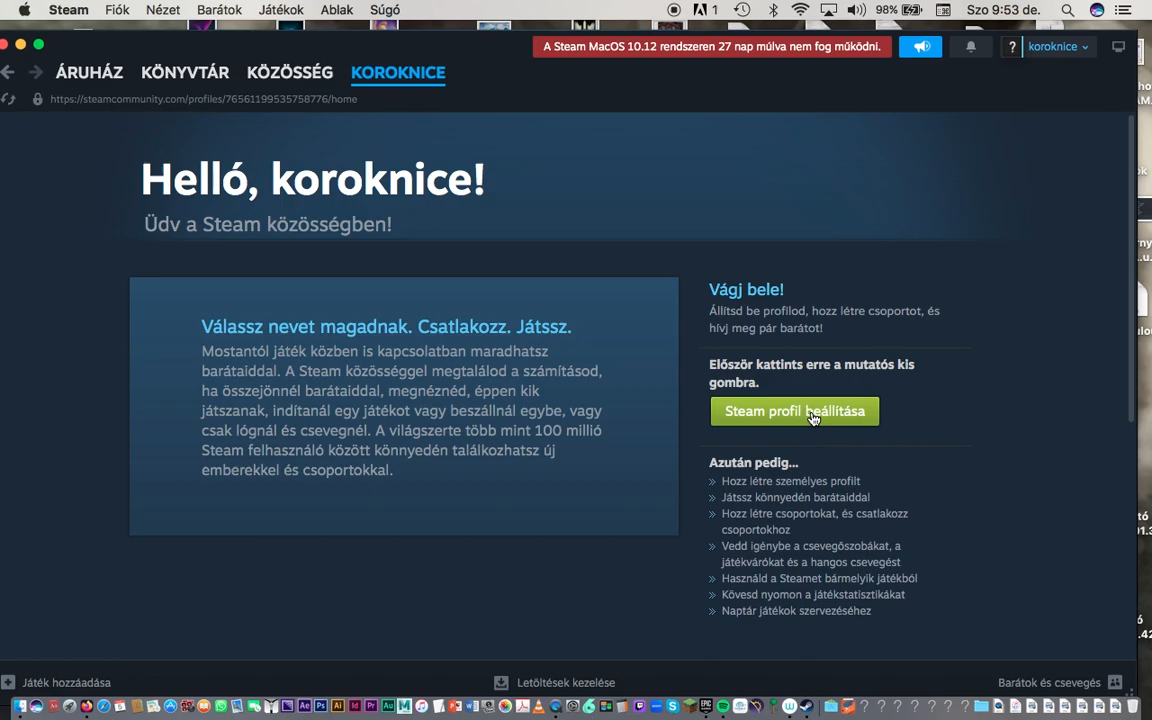 Steam Fiók Nézet Barátok Játékok Ablak Súgó 1 98% Szo 9:53 de.
A Steam MacOS 10.12 rendszeren 27 nap múlva nem fog működni. ? koroknice
ÁRUHÁZ KÖNYVTÁR KÖZÖSSÉG KOROKNICE
https://steamcommunity.com/profiles/76561199535758776/home
Helló, koroknice!
Üdv a Steam közösségben!
Válassz nevet magadnak. Csatlakozz. Játssz.
Mostantól játék közben is kapcsolatban maradhatsz
barátaiddal. A Steam közösséggel megtalálod a számításod,
ha összejönnél barátaiddal, megnéznéd, éppen kik
játszanak, indítanál egy játékot vagy beszállnál egybe, vagy
csak lógnál és csevegnél. A világszerte több mint 100 millió
Steam felhasználó között könnyedén találkozhatsz új
emberekkel és csoportokkal.
Vágj bele!
Állítsd be profilod, hozz létre csoportot, és
hívj meg pár barátot!
Először kattints erre a mutatós kis
gombra.
Steam profil beállítása
Azután pedig...
» Hozz létre személyes profilt
» Játssz könnyedén barátaiddal
» Hozz létre csoportokat, és csatlakozz
csoportokhoz
» Vedd igénybe a csevegőszobákat, a
játékvárókat és a hangos csevegést
» Használd a Steamet bármelyik játékból
» Kövesd nyomon a játékstatisztikákat
» Naptár játékok szervezéséhez
Játék hozzáadása Letöltések kezelése Barátok és csevegés